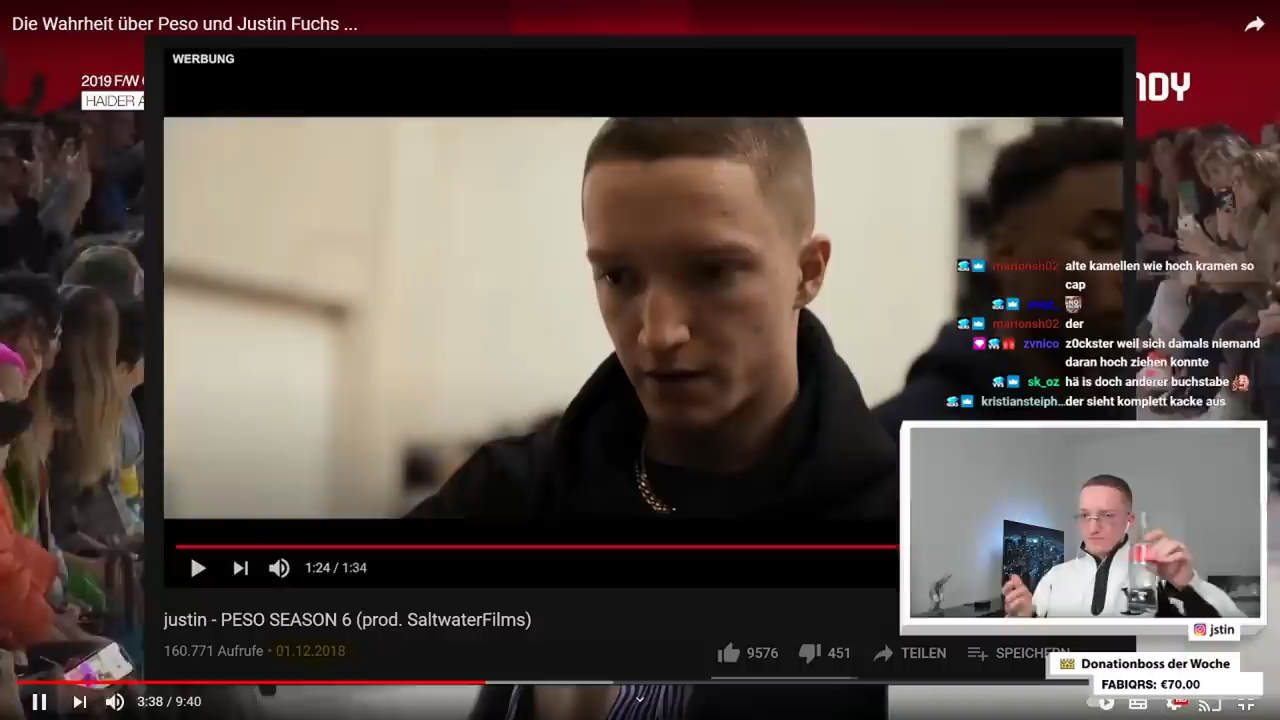 Die Wahrheit über Peso und Justin Fuchs ...
WERBUNG
2019 F/W
HAIDER
marionsh02 alte kamellen wie hoch kramen so
cap
marionsh02 der
zvnico z0ckster weil sich damals niemand
daran hoch ziehen konnte
sk_oz hä is doch anderer buchstabe
kristiansteiph... der sieht komplett kacke aus
1:24 / 1:34
justin - PESO SEASON 6 (prod. SaltwaterFilms)
160.771 Aufrufe · 01.12.2018
9576
451
TEILEN
SPEICHERN
jstin
Donationboss der Woche
FABIQRS: €70.00
3:38 / 9:40